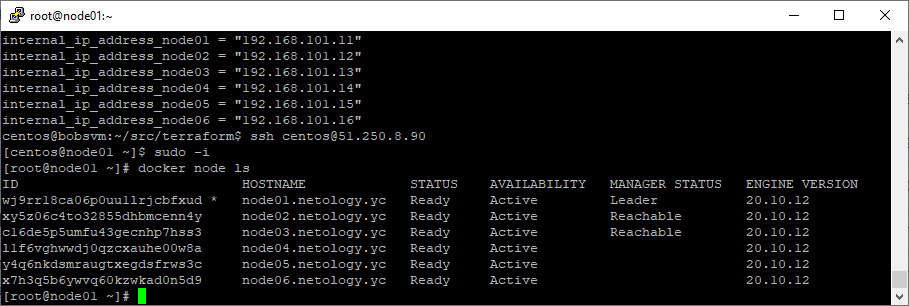 root@node01:~
internal_ip_address_node01 = "192.168.101.11"
internal_ip_address_node02 = "192.168.101.12"
internal_ip_address_node03 = "192.168.101.13"
internal_ip_address_node04 = "192.168.101.14"
internal_ip_address_node05 = "192.168.101.15"
internal_ip_address_node06 = "192.168.101.16"
centos@bobsvm:~/src/terraform$ ssh centos@51.250.8.90
[centos@node01 ~]$ sudo -i
[root@node01 ~]# docker node ls
ID HOSTNAME STATUS AVAILABILITY MANAGER STATUS ENGINE VERSION
wj9rrl8ca06p0uullrjcbfxud * node01.netology.yc Ready Active Leader 20.10.12
xy5z06c4to32855dhbmcenn4y node02.netology.yc Ready Active Reachable 20.10.12
cl6de5p5umfu43gecnhp7hss3 node03.netology.yc Ready Active Reachable 20.10.12
llf6vghwwdj0qzcxauhe00w8a node04.netology.yc Ready Active 20.10.12
y4q6nkdsmraugtxegdsfrws3c node05.netology.yc Ready Active 20.10.12
x7h3q5b6ywvq60kzwkad0n5d9 node06.netology.yc Ready Active 20.10.12
[root@node01 ~]#